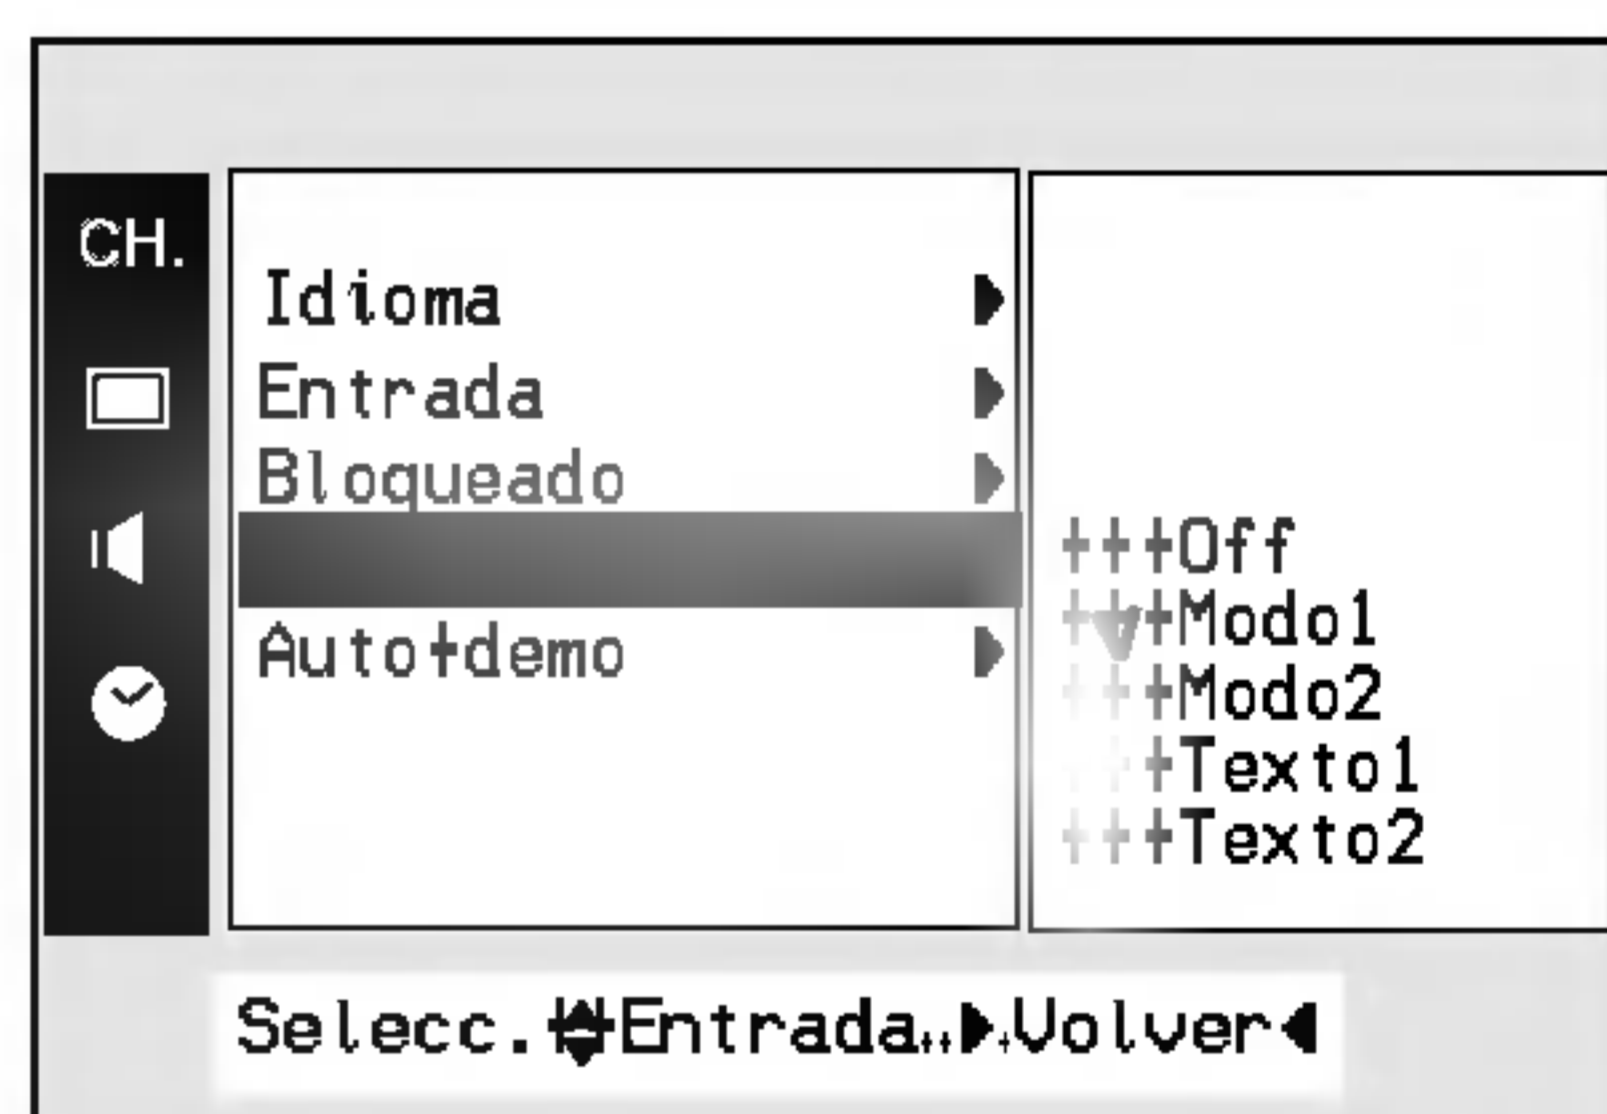 CH.
Idioma
Entrada
Bloqueado
Auto demo
Off
Modo1
Modo2
Texto1
Texto2
Selecc. Entrada Volver